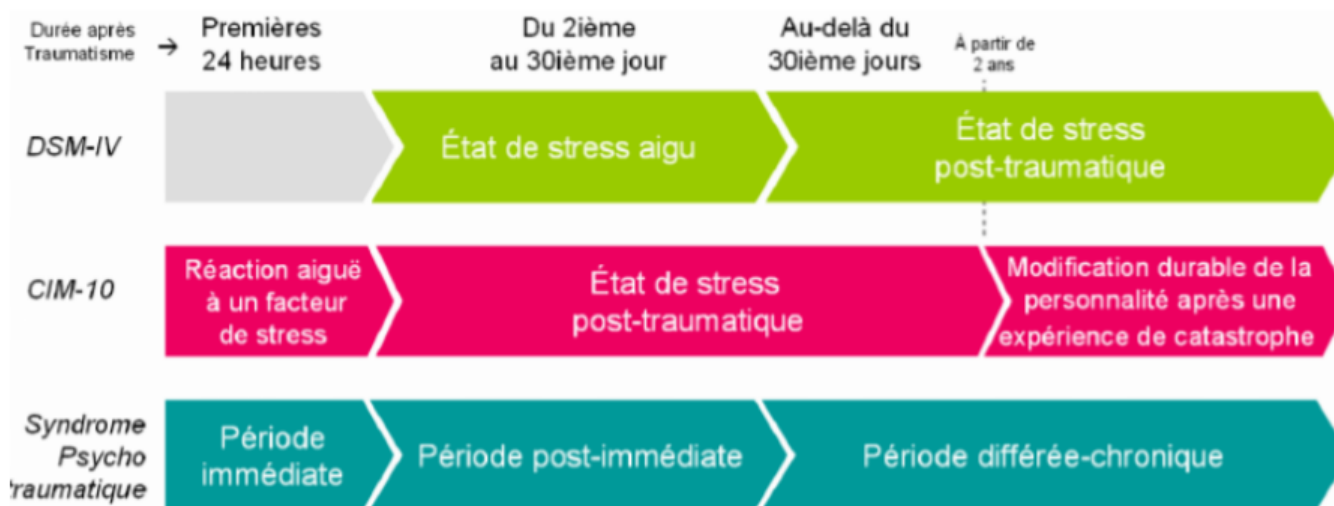 Durée après
Traumatisme →
Premières
24 heures
Du 2ième
au 30ième jour
Au-delà du
30ième jours
À partir de
2 ans
DSM-IV
État de stress aigu
État de stress
post-traumatique
CIM-10
Réaction aiguë
à un facteur
de stress
État de stress
post-traumatique
Modification durable de la
personnalité après une
expérience de catastrophe
Syndrome
Psycho
raumatique
Période
immédiate
Période post-immédiate
Période différée-chronique